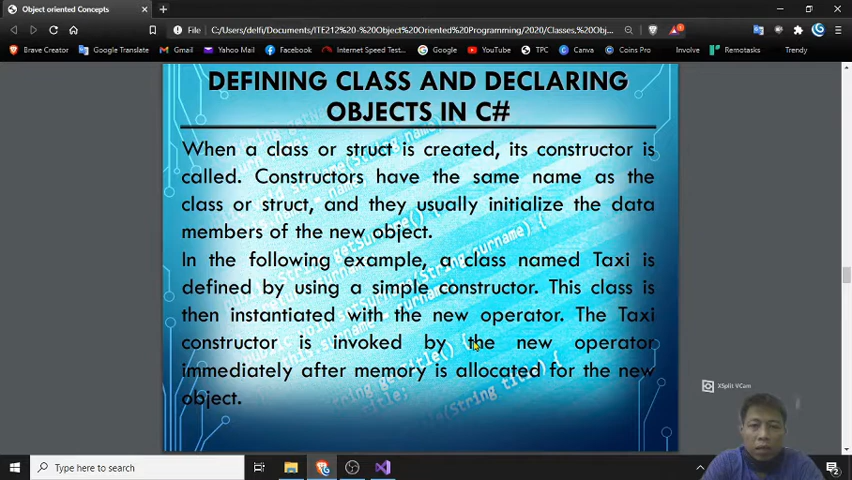 Object oriented Concepts
File
C:/Users/delfi/Documents/ITE212%20-%20Object%20Oriented%20Programming/2020/Classes,%20Obj...
Brave Creator
Google Translate
Gmail
Yahoo Mail
Facebook
Internet Speed Test...
Google
YouTube
TPC
Canva
Coins Pro
Involve
Remotasks
Trendy
DEFINING CLASS AND DECLARING
OBJECTS IN C#
When a class or struct is created, its constructor is
called. Constructors have the same name as the
class or struct, and they usually initialize the data
members of the new object.
In the following example, a class named Taxi is
defined by using a simple constructor. This class is
then instantiated with the new operator. The Taxi
constructor is invoked by the new operator
immediately after memory is allocated for the new
object.
XSplit VCam
Type here to search
2